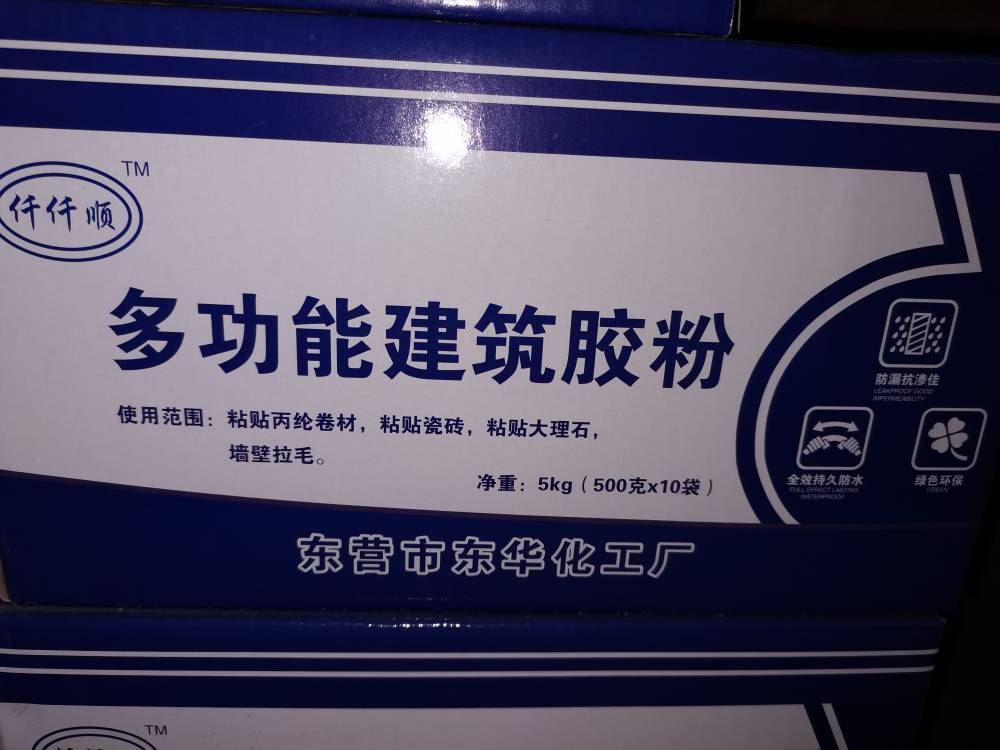 仟仟顺 TM
多功能建筑胶粉
使用范围：粘贴丙纶卷材，粘贴瓷砖，粘贴大理石，
墙壁拉毛。
净重：5kg（500克x10袋）
防漏抗渗佳
LEAKPROOF GOOD
IMPERMEABILITY
全效持久防水
FULL EFFECT LASTING
WATERPROOF
绿色环保
GREEN
东营市东华化工厂
TM